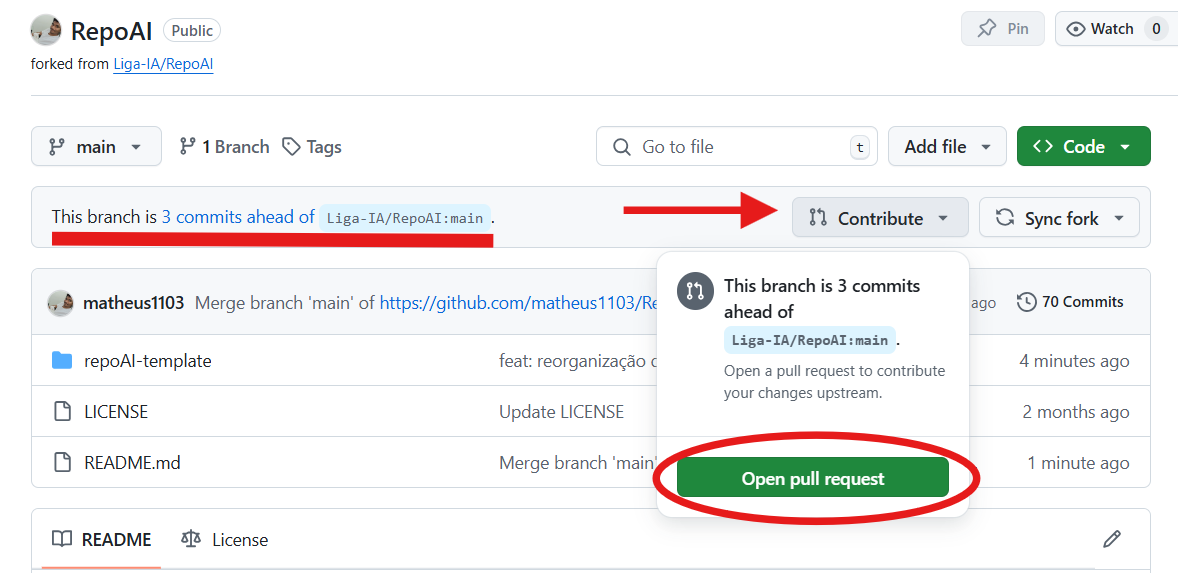 RepoAI Public
Pin
Watch 0
forked from Liga-IA/RepoAI
main
1 Branch
Tags
Go to file
t
Add file
Code
This branch is 3 commits ahead of Liga-IA/RepoAI:main .
Contribute
Sync fork
This branch is 3 commits
ahead of
Liga-IA/RepoAI:main .
Open a pull request to contribute
your changes upstream.
Open pull request
matheus1103 Merge branch 'main' of https://github.com/matheus1103/Re
ago
70 Commits
repoAI-template
feat: reorganização
4 minutes ago
LICENSE
Update LICENSE
2 months ago
README.md
Merge branch 'main'
1 minute ago
README
License